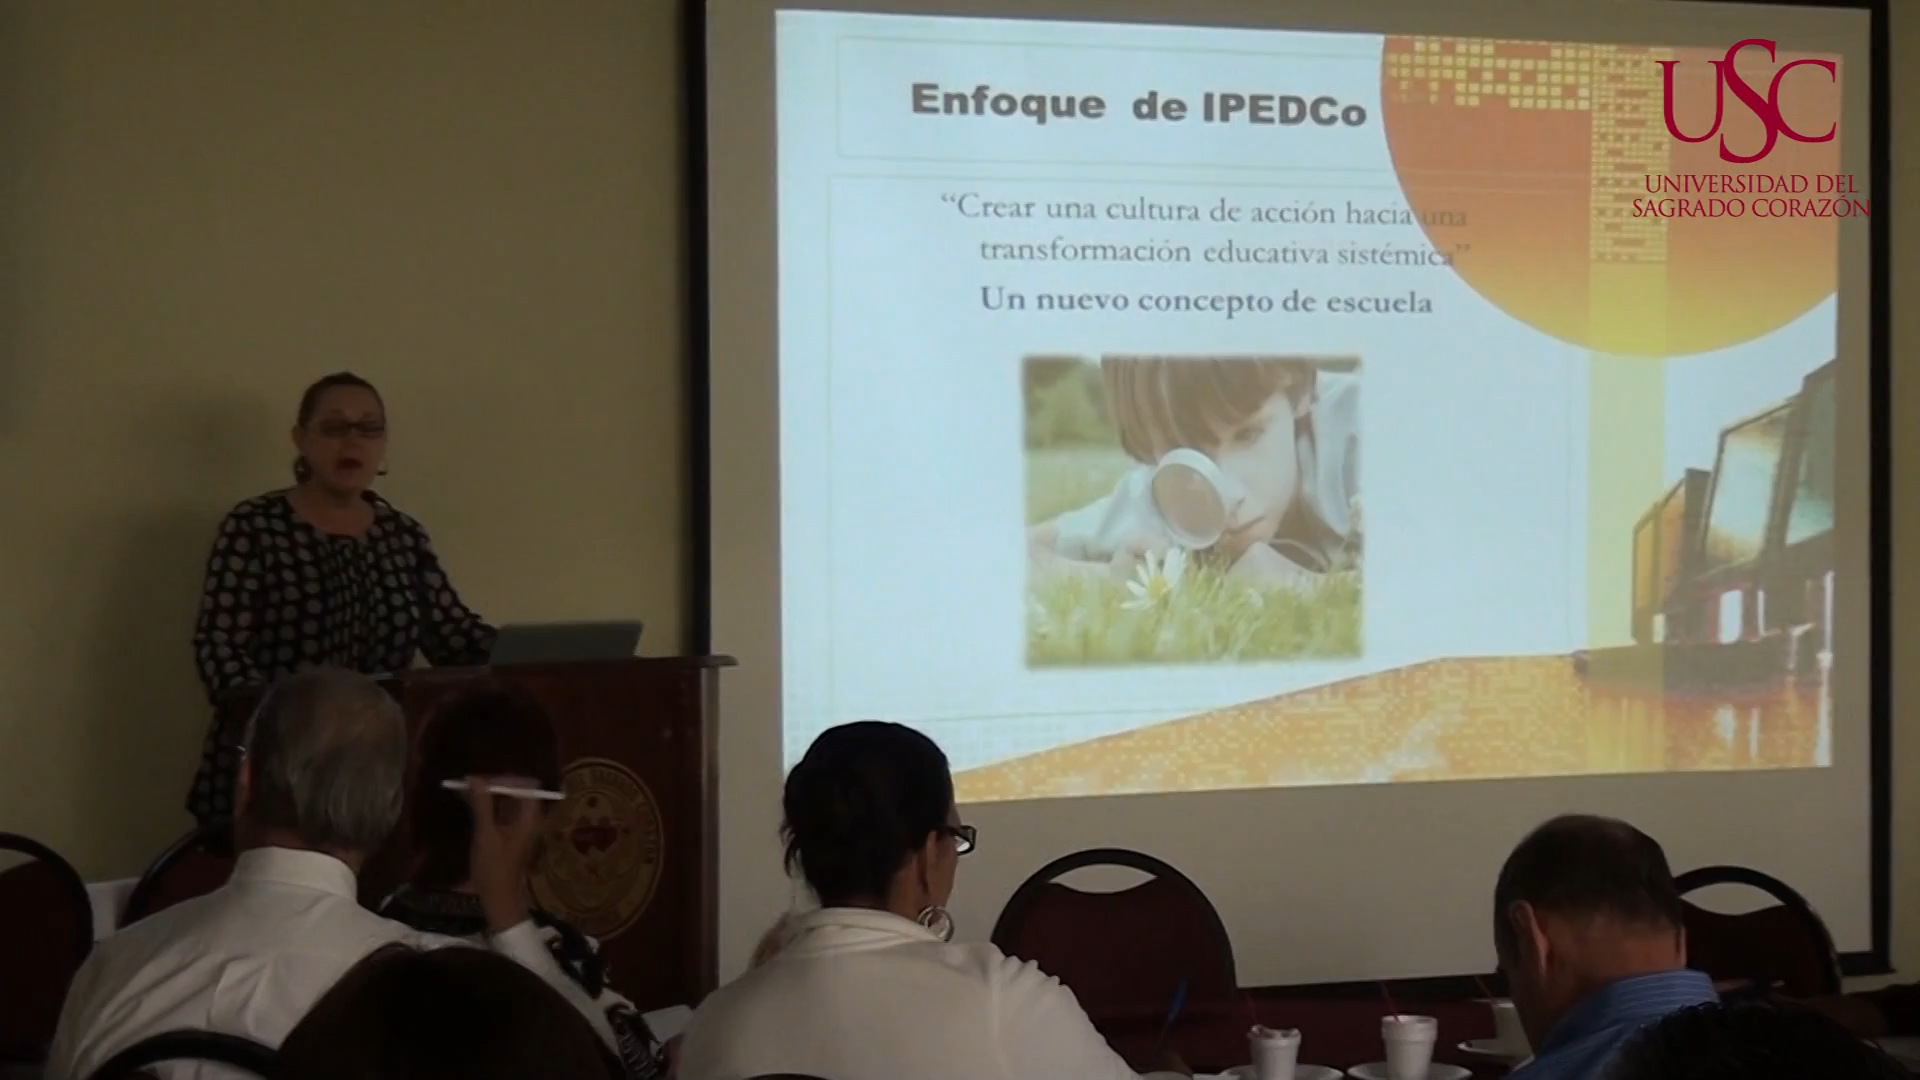 Enfoque de IPEDCo
“Crear una cultura de acción hacia una
transformación educativa sistémica”
Un nuevo concepto de escuela
USC
UNIVERSIDAD DEL
SAGRADO CORAZÓN